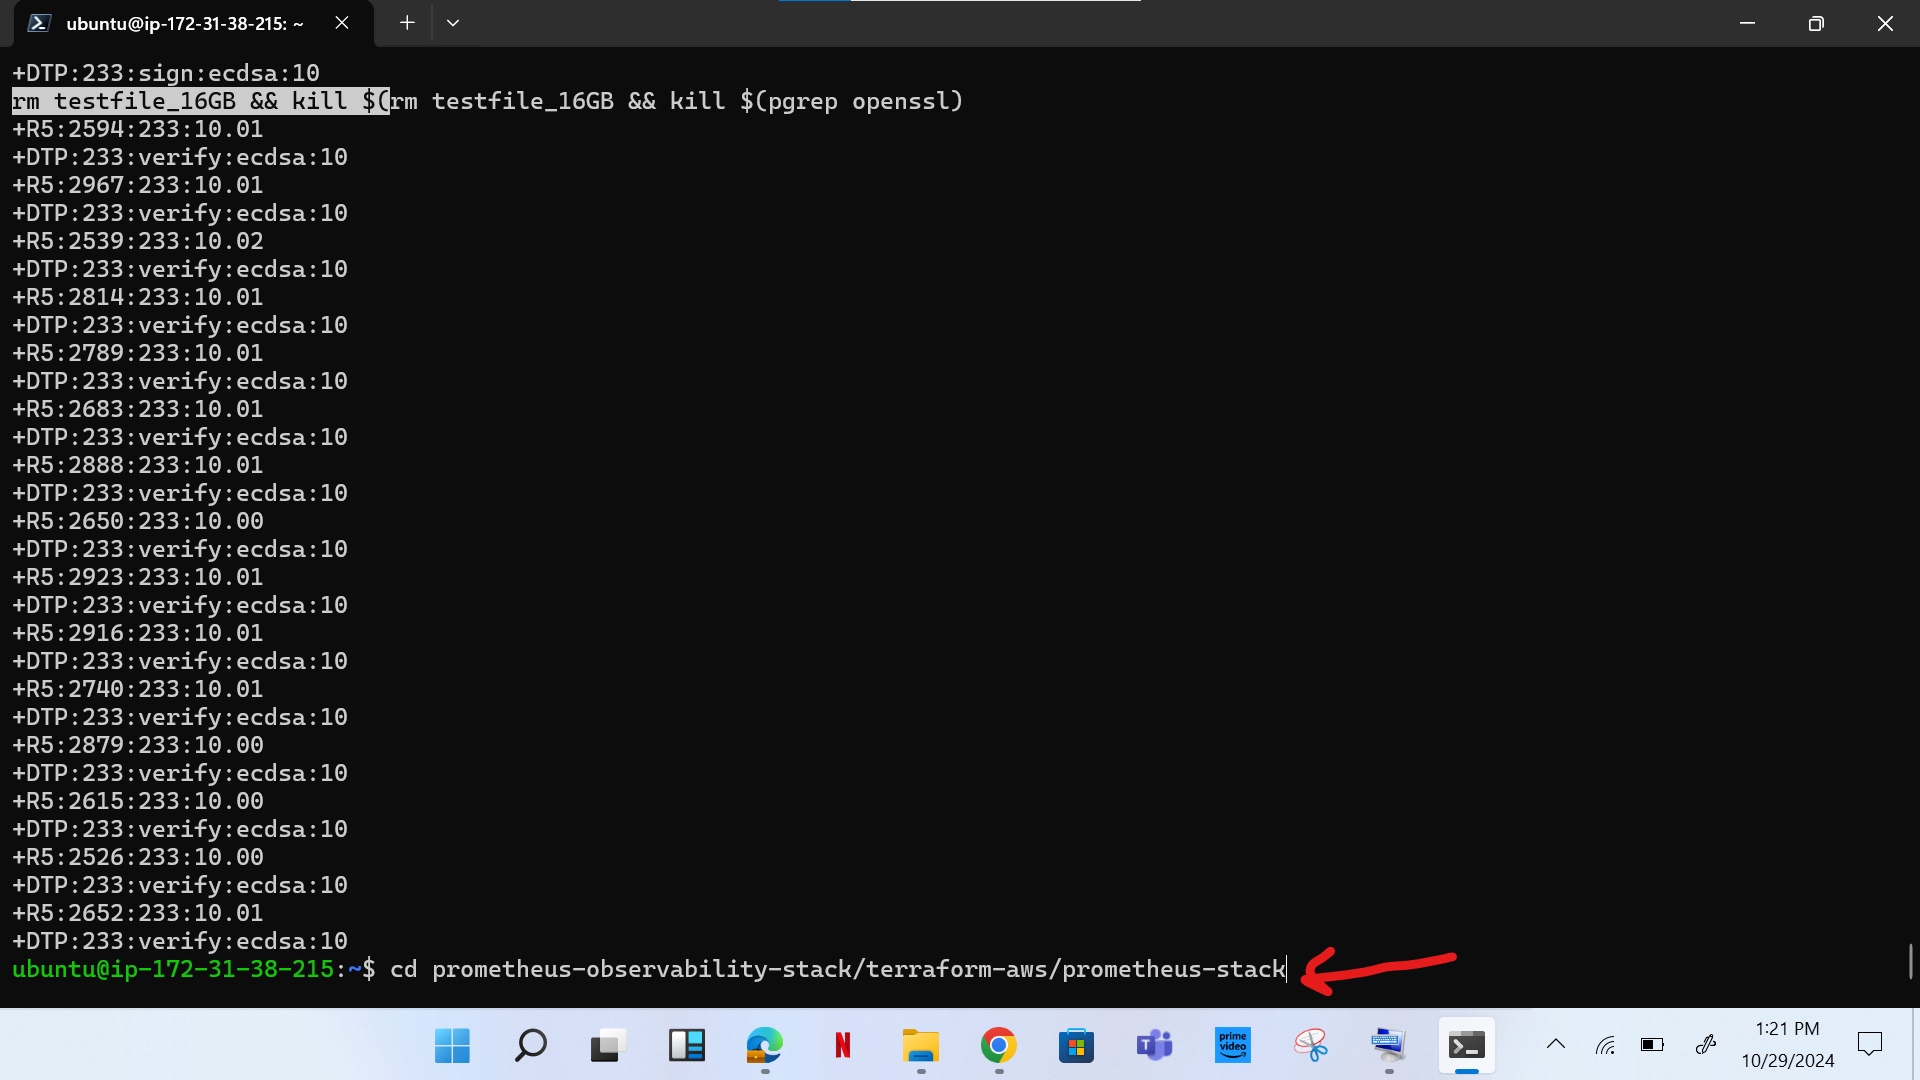 ubuntu@ip-172-31-38-215: ~
+DTP:233:sign:ecdsa:10
rm testfile_16GB && kill $(rm testfile_16GB && kill $(pgrep openssl)
+R5:2594:233:10.01
+DTP:233:verify:ecdsa:10
+R5:2967:233:10.01
+DTP:233:verify:ecdsa:10
+R5:2539:233:10.02
+DTP:233:verify:ecdsa:10
+R5:2814:233:10.01
+DTP:233:verify:ecdsa:10
+R5:2789:233:10.01
+DTP:233:verify:ecdsa:10
+R5:2683:233:10.01
+DTP:233:verify:ecdsa:10
+R5:2888:233:10.01
+DTP:233:verify:ecdsa:10
+R5:2650:233:10.00
+DTP:233:verify:ecdsa:10
+R5:2923:233:10.01
+DTP:233:verify:ecdsa:10
+R5:2916:233:10.01
+DTP:233:verify:ecdsa:10
+R5:2740:233:10.01
+DTP:233:verify:ecdsa:10
+R5:2879:233:10.00
+DTP:233:verify:ecdsa:10
+R5:2615:233:10.00
+DTP:233:verify:ecdsa:10
+R5:2526:233:10.00
+DTP:233:verify:ecdsa:10
+R5:2652:233:10.01
+DTP:233:verify:ecdsa:10
ubuntu@ip-172-31-38-215:~$ cd prometheus-observability-stack/terraform-aws/prometheus-stack
N
T
prime video
1:21 PM
10/29/2024